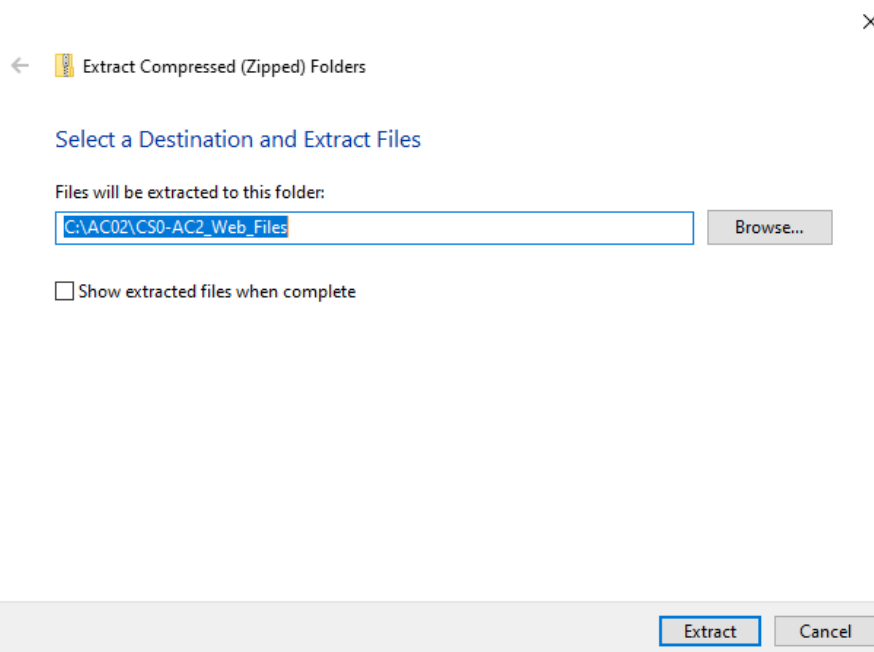 Extract Compressed (Zipped) Folders
Select a Destination and Extract Files
Files will be extracted to this folder:
C:\AC02\CS0-AC2_Web_Files
Browse...
Show extracted files when complete
Extract
Cancel